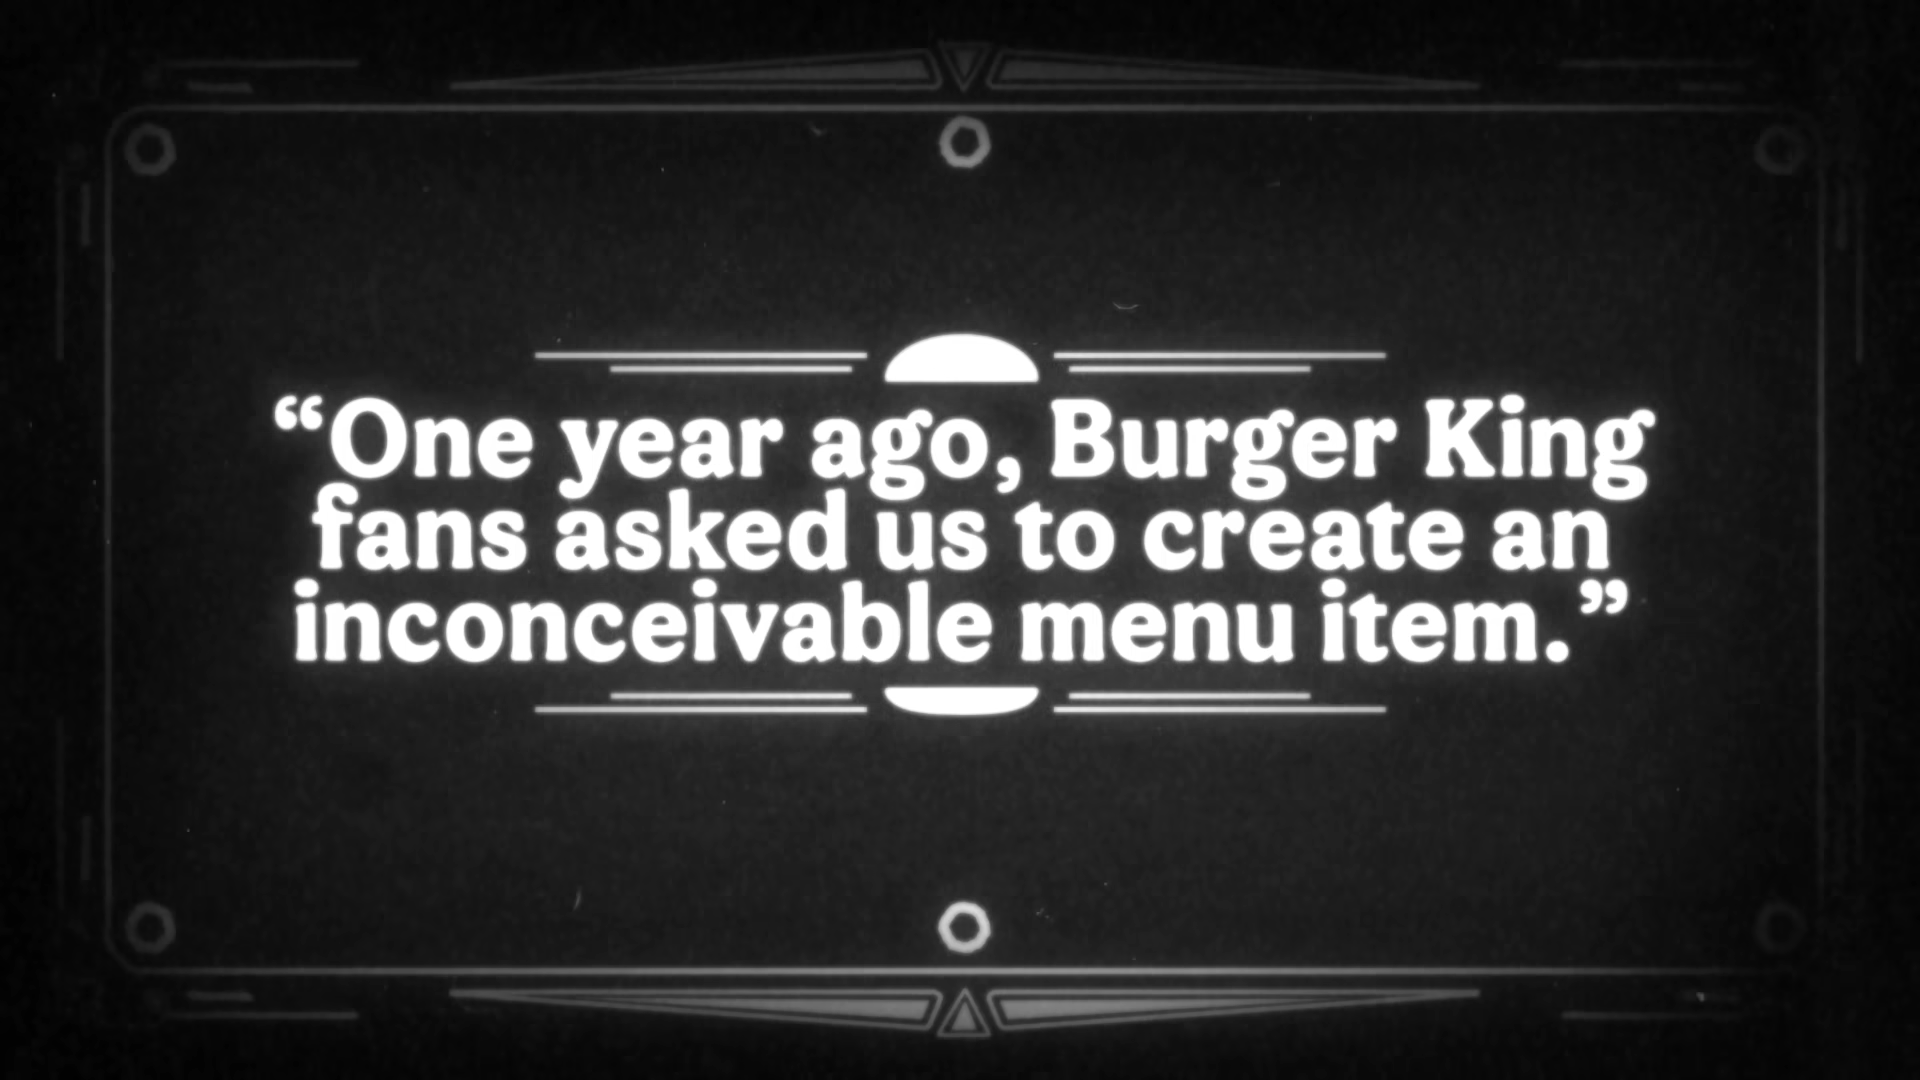 “One year ago, Burger King
fans asked us to create an
inconceivable menu item.”